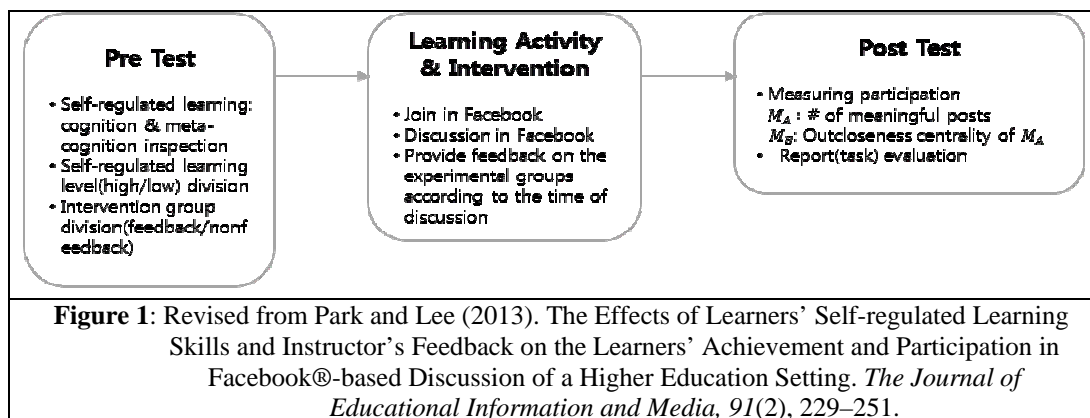 Pre Test
• Self-regulated learning:
cognition & meta-
cognition inspection
• Self-regulated learning
level(high/low) division
• Intervention group
division(feedback/nonf
eedback)
Learning Activity
& Intervention
• Join in Facebook
• Discussion in Facebook
• Provide feedback on the
experimental groups
according to the time of
discussion
Post Test
• Measuring participation
M_A : # of meaningful posts
M_B: Outcloseness centrality of M_A
• Report(task) evaluation
Figure 1: Revised from Park and Lee (2013). The Effects of Learners’ Self-regulated Learning
Skills and Instructor’s Feedback on the Learners’ Achievement and Participation in
Facebook®-based Discussion of a Higher Education Setting. The Journal of
Educational Information and Media, 91(2), 229–251.